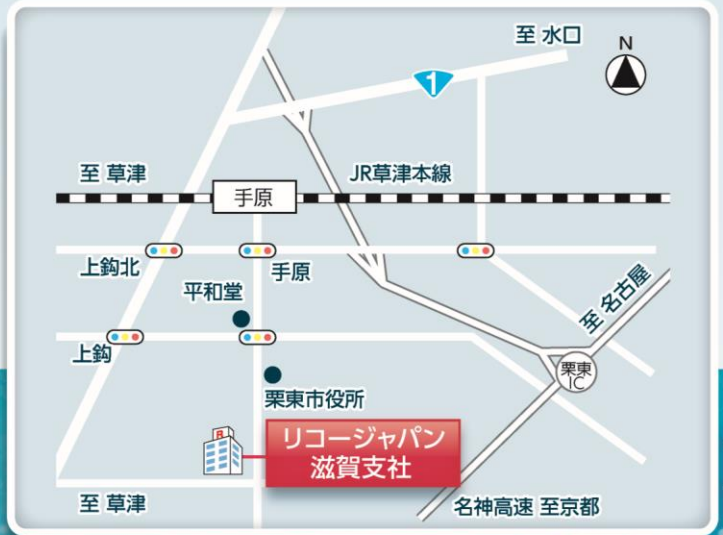 至 水口
N
1
至 草津
JR草津本線
手原
上鈎北
手原
平和堂
至 名古屋
上鈎
栗東
IC
栗東市役所
R
リコージャパン
滋賀支社
至 草津
名神高速 至京都